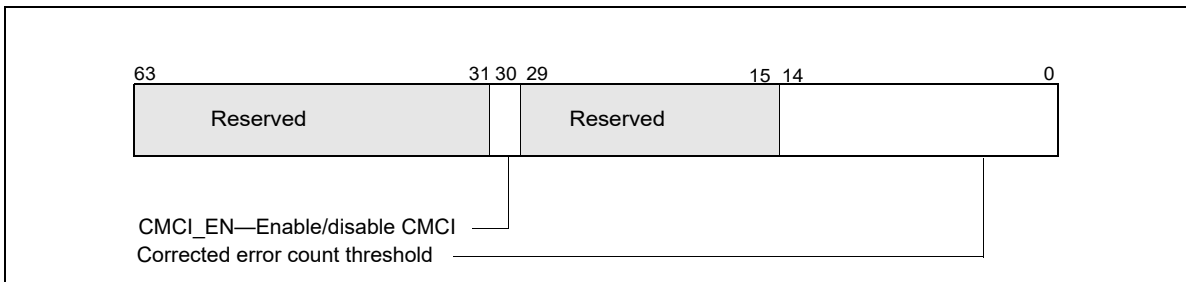 63 31 30 29 15 14 0
Reserved Reserved
CMCI_EN—Enable/disable CMCI
Corrected error count threshold